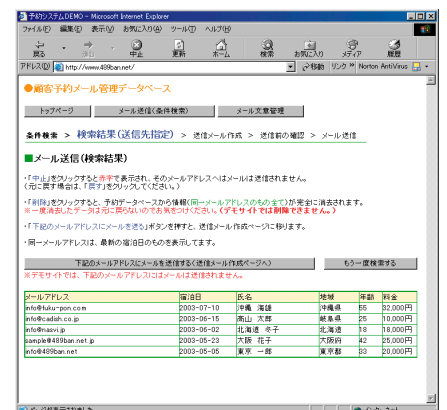 予約システムDEMO - Microsoft Internet Explorer
ファイル(F) 編集(E) 表示(V) お気に入り(A) ツール(T) ヘルプ(H)
戻る 中止 更新 ホーム 検索 お気に入り メディア 履歴
アドレス(D) http://www.489ban.net/ 移動 リンク » Norton AntiVirus
●顧客予約メール管理データベース
トップページ メール送信(条件検索) メール文章管理
条件検索 > 検索結果(送信先指定) > 送信メール作成 > 送信前の確認 > メール送信
■メール送信(検索結果)
・「中止」をクリックすると赤字で表示され、そのメールアドレスへはメールは送信されません。
(元に戻す場合は、「戻す」をクリックしてください。)
・「削除」をクリックすると、予約データベースから情報(同一メールアドレスのもの全て)が完全に消去されます。
※一度消去したデータは元に戻らないのでお気をつけください。(デモサイトでは削除できません。)
・「下記のメールアドレスにメールを送る」ボタンを押すと、送信メール作成ページに移ります。
・同一メールアドレスは、最新の宿泊日のものを表示してます。
下記のメールアドレスにメールを送信する(送信メール作成ページへ) もう一度検索する
※デモサイトでは、下記のメールアドレスにはメールは送信されません。
メールアドレス 宿泊日 氏名 地域 年齢 料金
info@fuku-pon.com 2003-07-10 沖縄 海雄 沖縄県 55 32,000円
info@cadish.co.jp 2003-06-15 高山 太郎 岐阜県 25 10,000円
info@nasvi.jp 2003-06-02 北海道 冬子 北海道 18 18,000円
sample@489ban.net.jp 2003-05-23 大阪 花子 大阪府 42 25,000円
info@489ban.net 2003-05-05 東京 一郎 東京都 33 20,000円